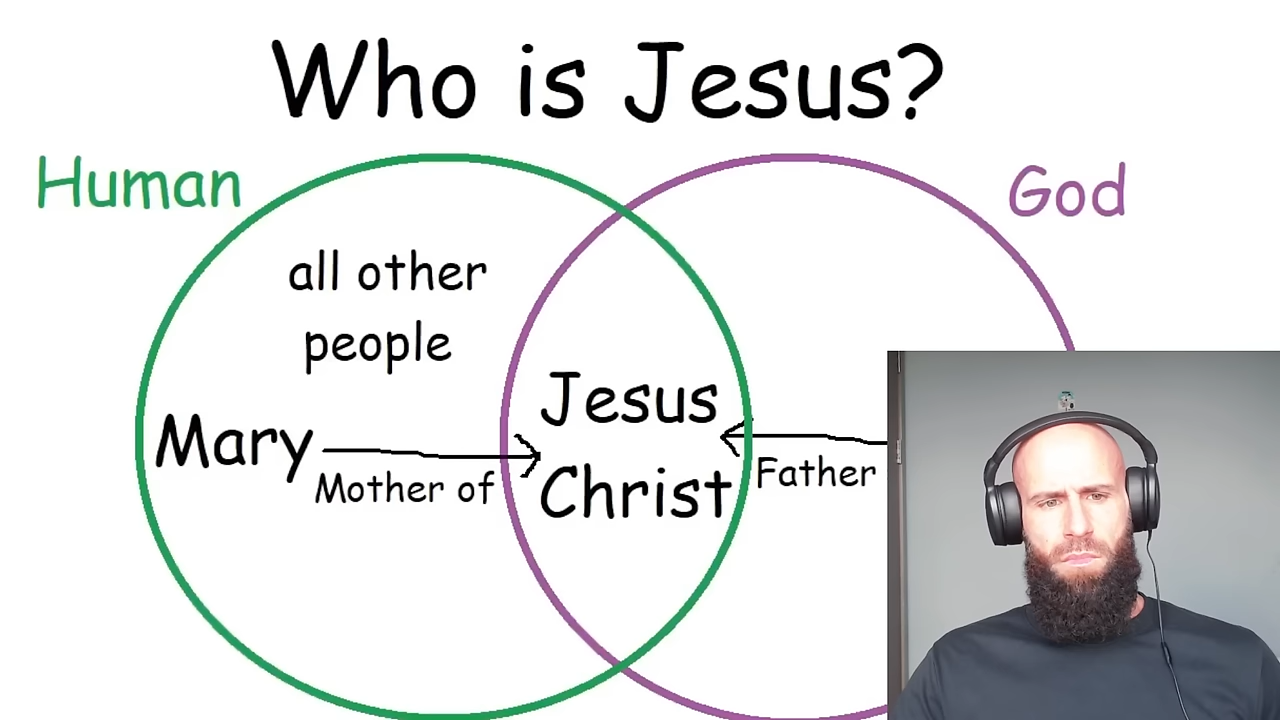 Who is Jesus?
Human
God
all other
people
Jesus
Mary
Mother of
Christ
Father